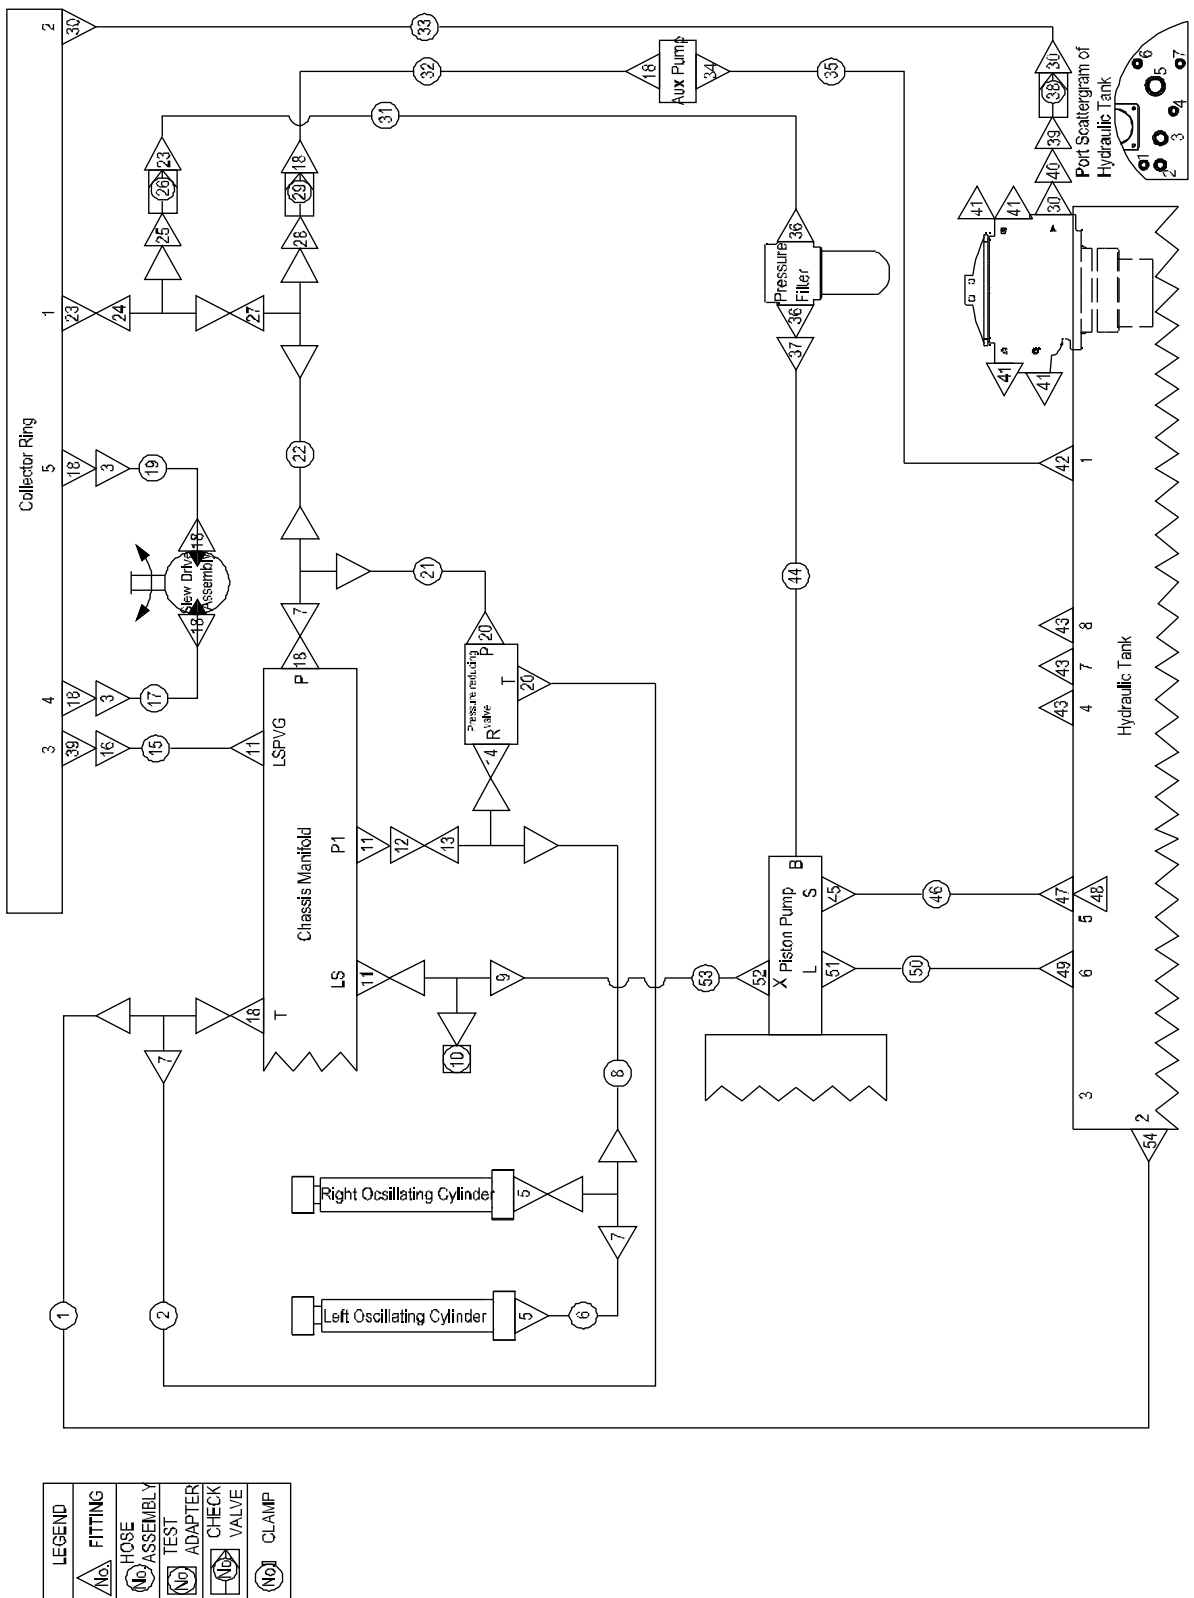 LEGEND
No. FITTING
No. HOSE
ASSEMBLY
No. TEST
ADAPTER
No. CHECK
VALVE
No. CLAMP
Collector Ring
3 4 5 1 2
39 18 18 23 30
16 3 3 24
15 17 19
18 18
Slew Drive
Assembly
25 26 23
27
28 29 18
31
32
33
22
21
1
2
7
18 11 7 18
T LSPVG P
Chassis Manifold
LS P1
11 11
12
13
9
10
14 20
R P
Pressure reducing
Valve
T
20
Right Ocsillating Cylinder
5
Left Oscillating Cylinder
5
6
7
8
53
18
Aux Pump
34
35
36
Pressure
Filter
36
37
44
52
X B
Piston Pump
L S
51 45
50 46
49 47
48
6 5
43 43 43
4 7 8
42
1
3
2
54
Hydraulic Tank
41 41
41 41
30
40
39
38
30
Port Scattergram of
Hydraulic Tank
1
2
3
4
5
6
7